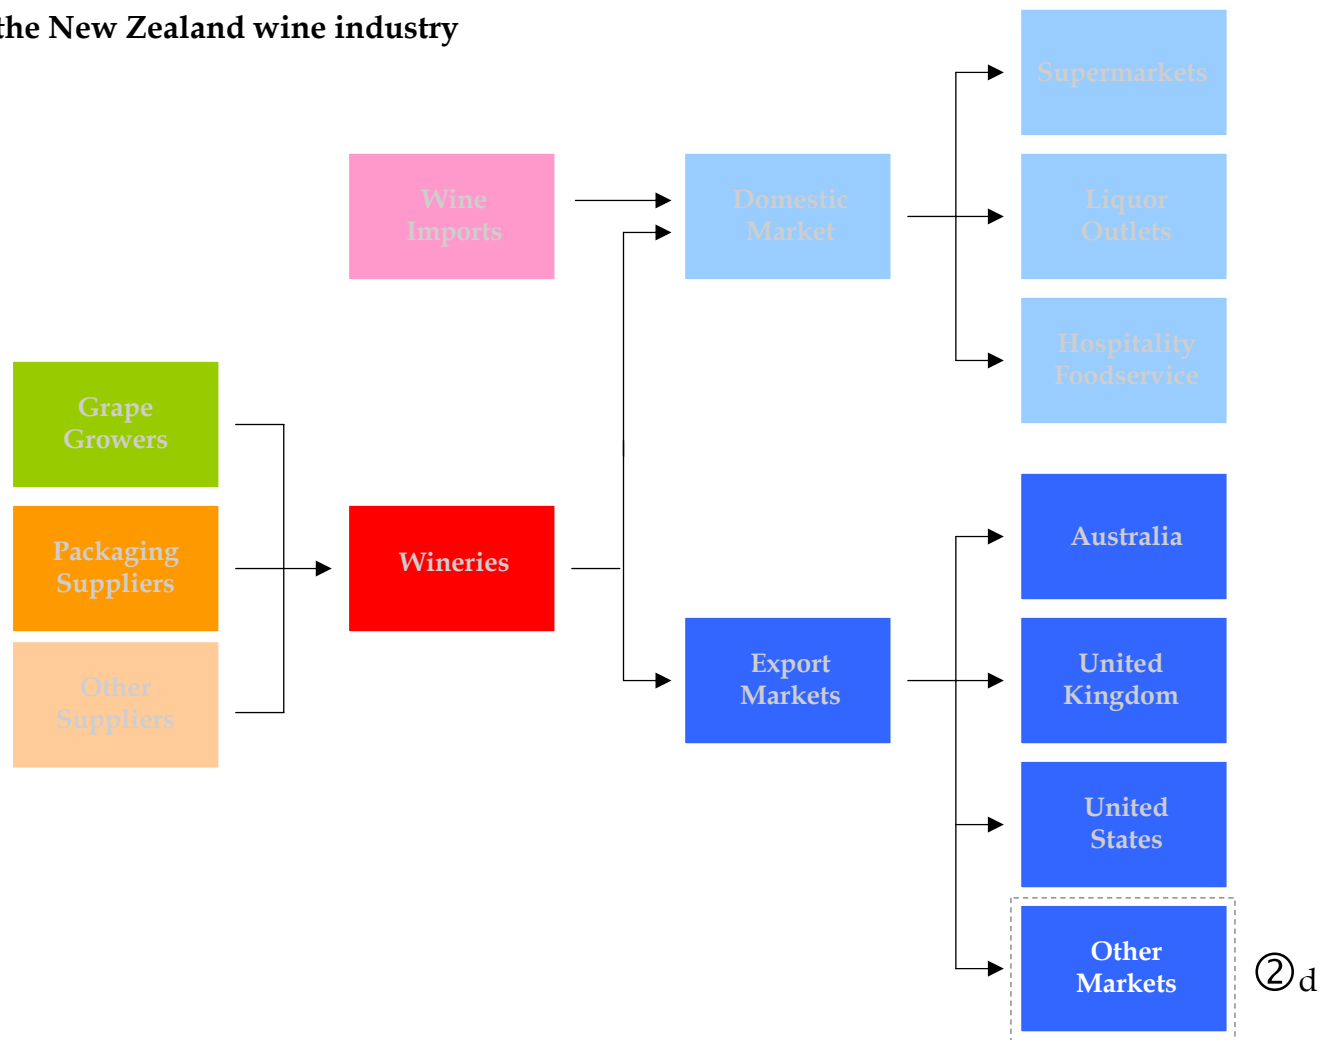 the New Zealand wine industry
Supermarkets
Wine
Imports
Domestic
Market
Liquor
Outlets
Hospitality
Foodservice
Grape
Growers
Packaging
Suppliers
Other
Suppliers
Wineries
Export
Markets
Australia
United
Kingdom
United
States
Other
Markets
②d